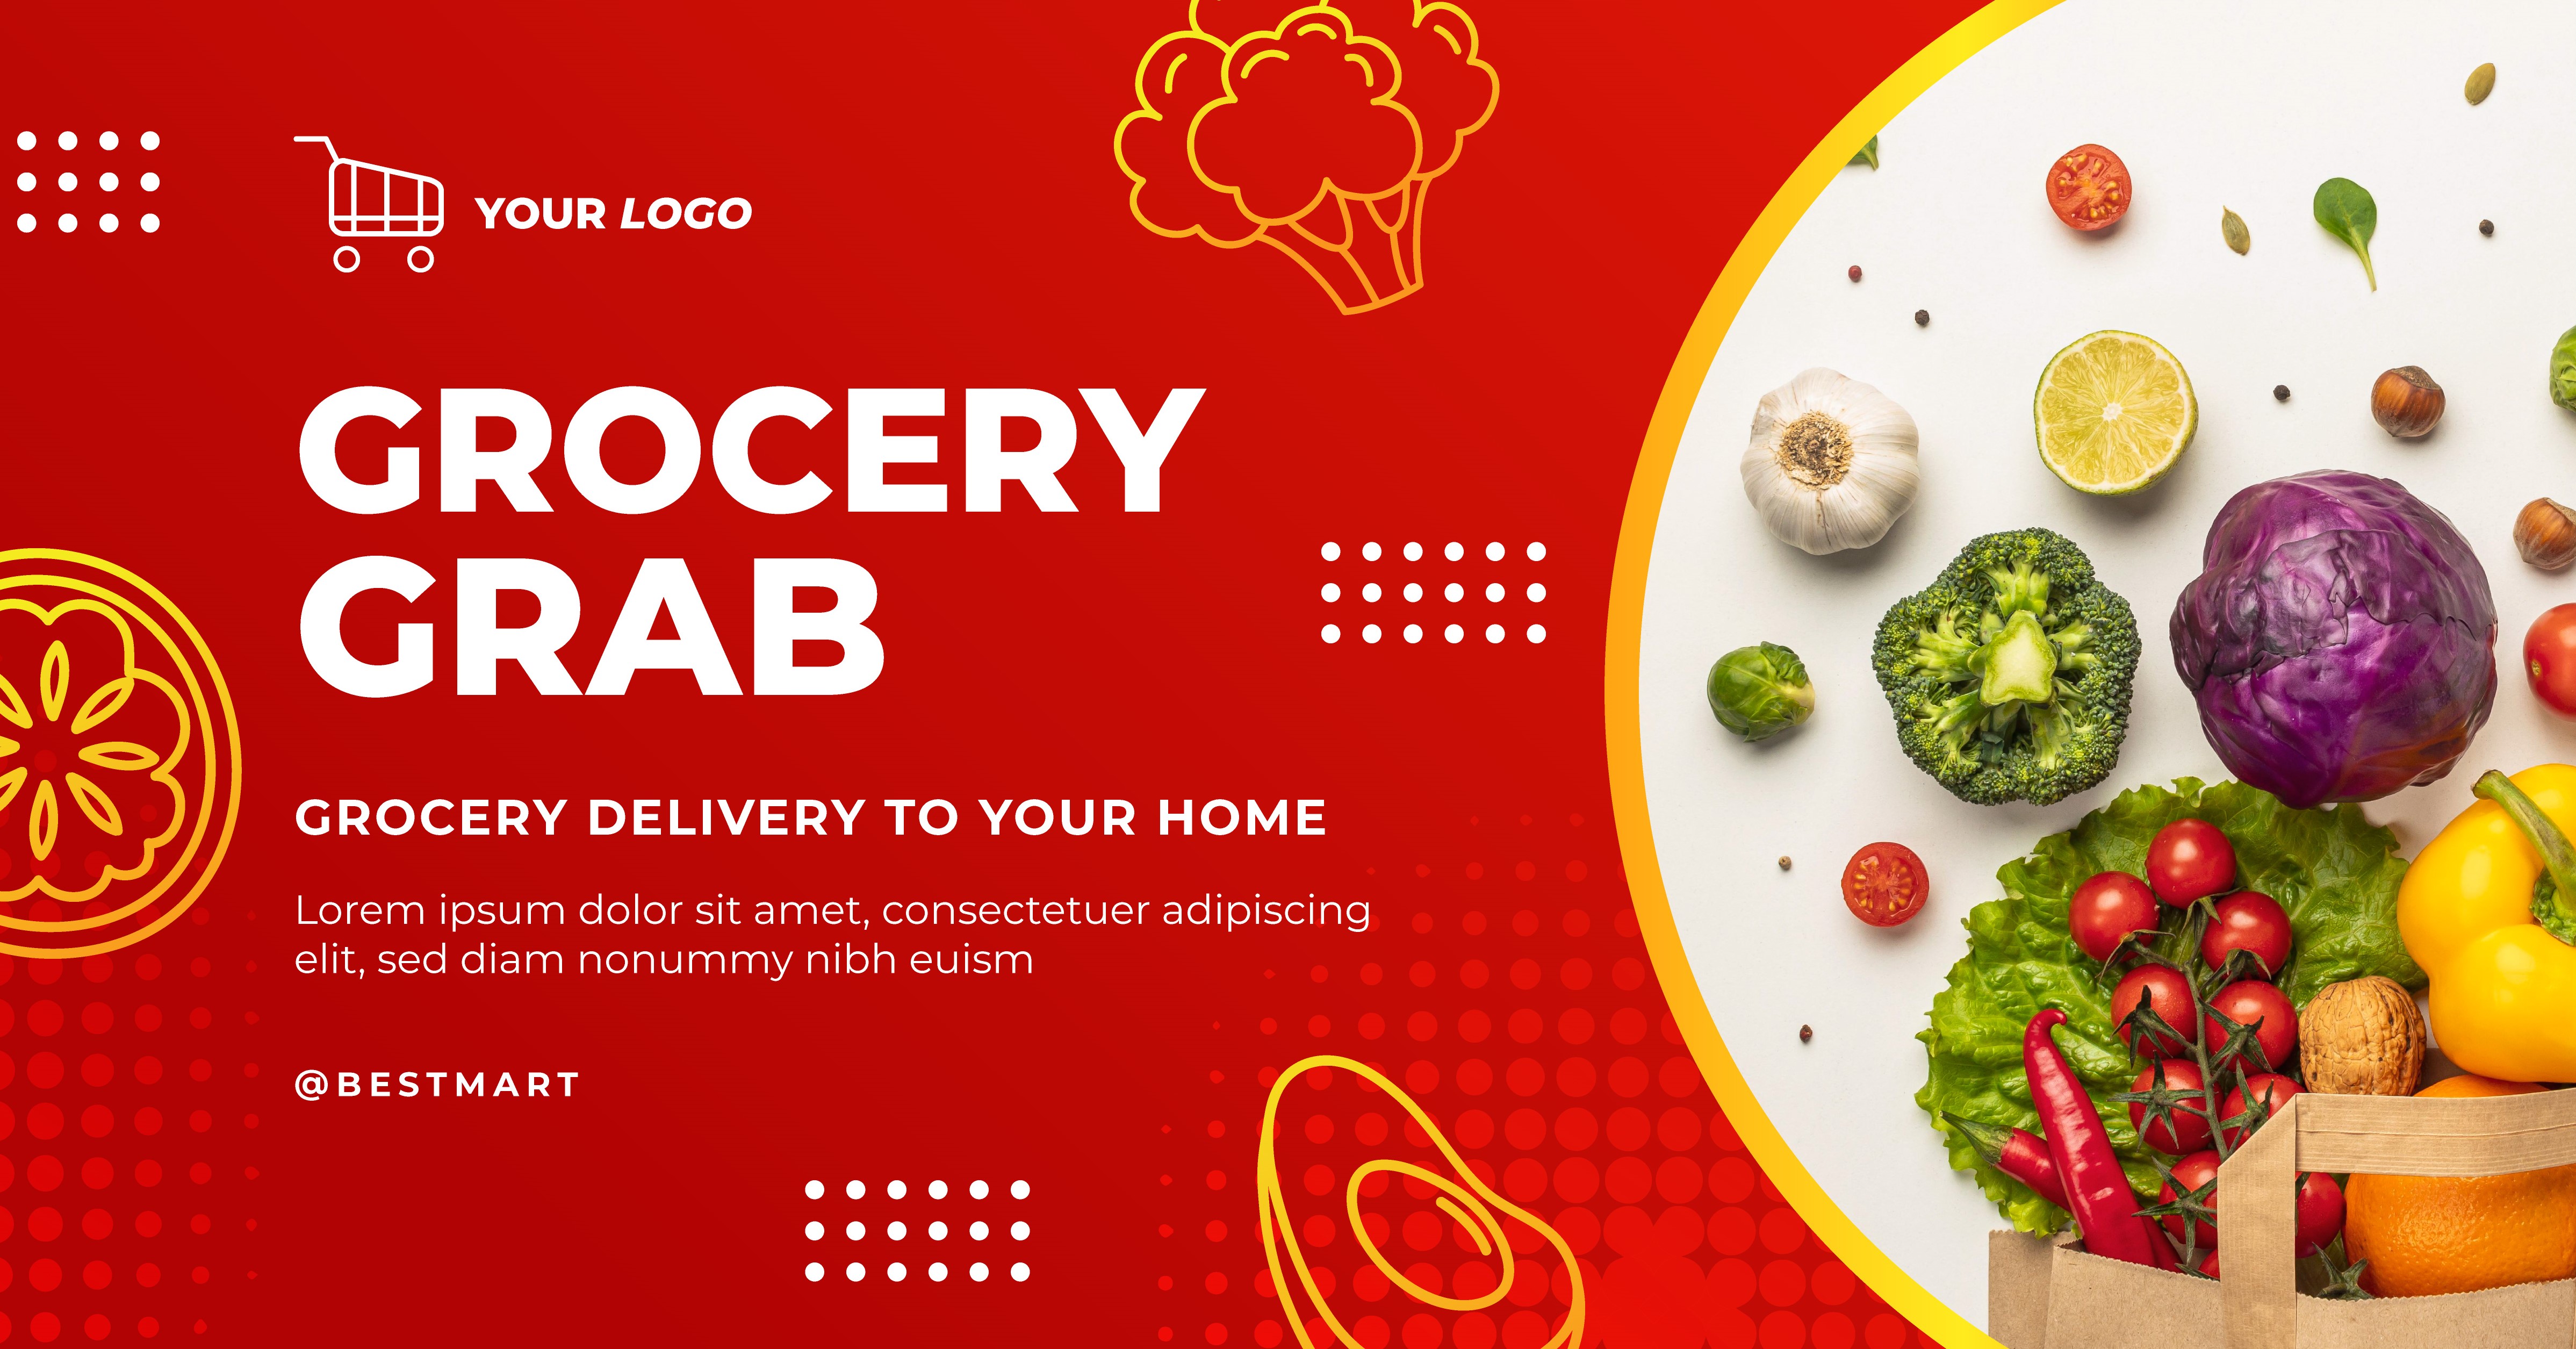 YOUR LOGO
GROCERY
GRAB
GROCERY DELIVERY TO YOUR HOME
Lorem ipsum dolor sit amet, consectetuer adipiscing
elit, sed diam nonummy nibh euism
@BESTMART